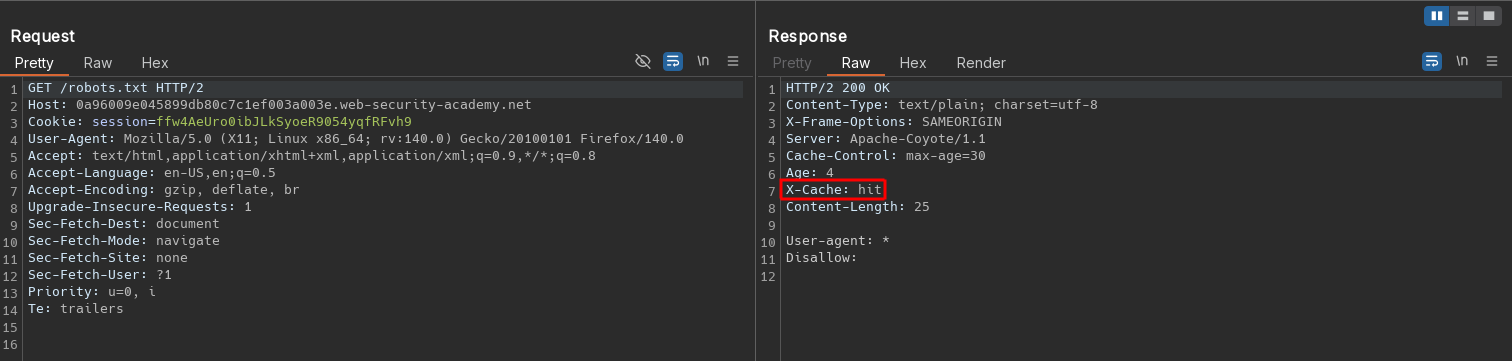 Request
Pretty Raw Hex \n
1 GET /robots.txt HTTP/2
2 Host: 0a96009e045899db80c7c1ef003a003e.web-security-academy.net
3 Cookie: session=ffw4AeUro0ibJLkSyoeR9054yqfRFvh9
4 User-Agent: Mozilla/5.0 (X11; Linux x86_64; rv:140.0) Gecko/20100101 Firefox/140.0
5 Accept: text/html,application/xhtml+xml,application/xml;q=0.9,*/*;q=0.8
6 Accept-Language: en-US,en;q=0.5
7 Accept-Encoding: gzip, deflate, br
8 Upgrade-Insecure-Requests: 1
9 Sec-Fetch-Dest: document
10 Sec-Fetch-Mode: navigate
11 Sec-Fetch-Site: none
12 Sec-Fetch-User: ?1
13 Priority: u=0, i
14 Te: trailers
15
16
Response
Pretty Raw Hex Render \n
1 HTTP/2 200 OK
2 Content-Type: text/plain; charset=utf-8
3 X-Frame-Options: SAMEORIGIN
4 Server: Apache-Coyote/1.1
5 Cache-Control: max-age=30
6 Age: 4
7 X-Cache: hit
8 Content-Length: 25
9
10 User-agent: *
11 Disallow:
12